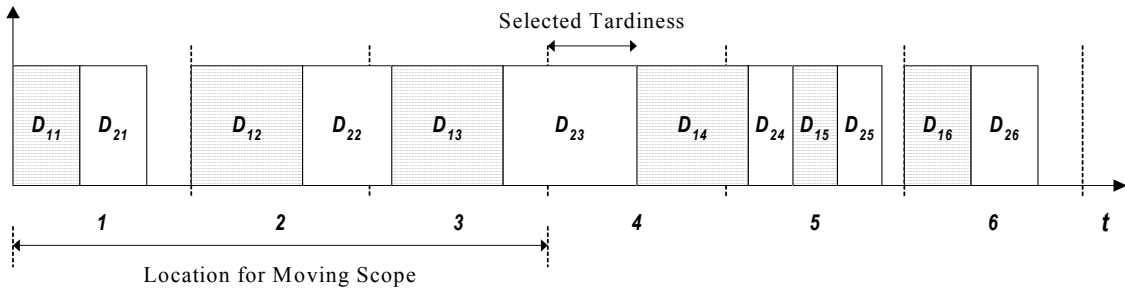 Selected Tardiness
D11 D21 D12 D22 D13 D23 D14 D24 D15 D25 D16 D26
1 2 3 4 5 6 t
Location for Moving Scope